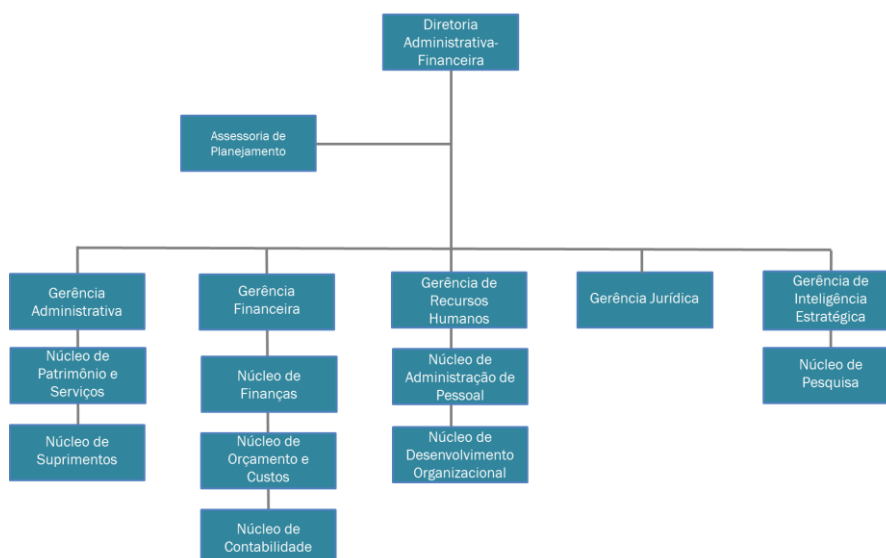 Diretoria
Administrativa-
Financeira
Assessoria de
Planejamento
Gerência
Administrativa
Gerência
Financeira
Gerência de
Recursos
Humanos
Gerência Jurídica
Gerência de
Inteligência
Estratégica
Núcleo de
Patrimônio e
Serviços
Núcleo de
Finanças
Núcleo de
Administração de
Pessoal
Núcleo de
Pesquisa
Núcleo de
Suprimentos
Núcleo de
Orçamento e
Custos
Núcleo de
Desenvolvimento
Organizacional
Núcleo de
Contabilidade